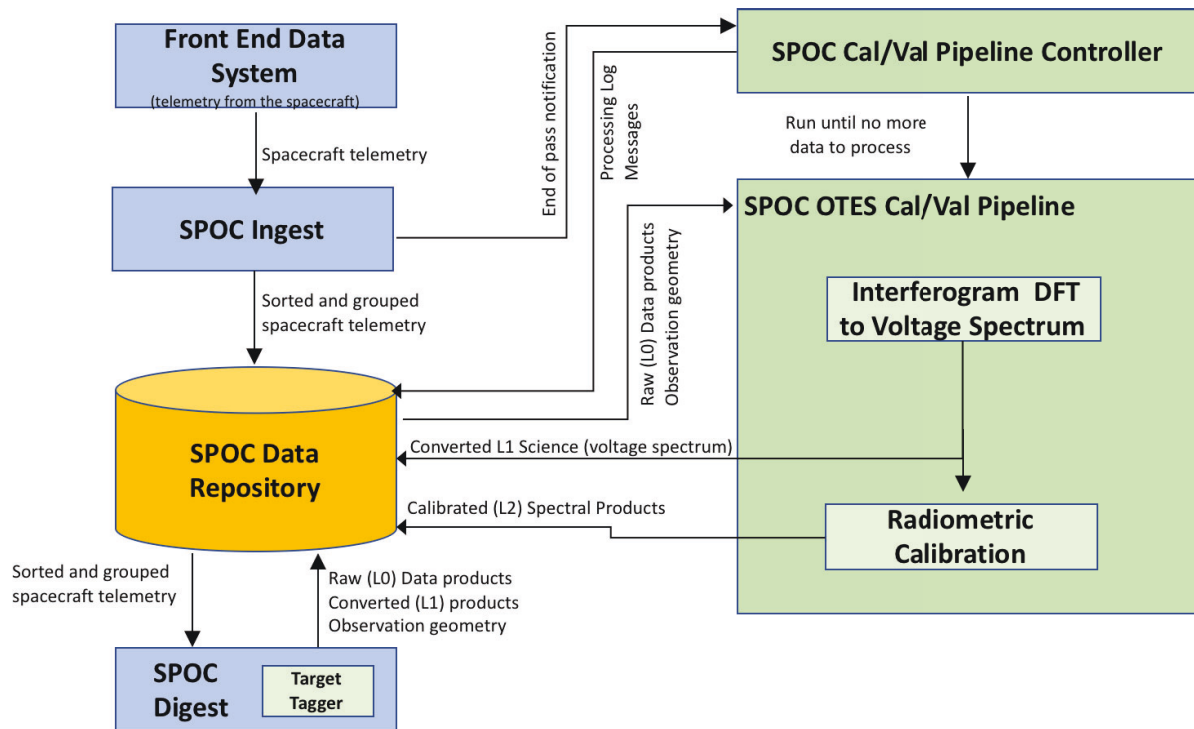 Front End Data
System
(telemetry from the spacecraft)
Spacecraft telemetry
SPOC Ingest
Sorted and grouped
spacecraft telemetry
SPOC Data
Repository
Sorted and grouped
spacecraft telemetry
Raw (L0) Data products
Converted (L1) products
Observation geometry
SPOC
Digest
Target
Tagger
End of pass notification
Processing Log
Messages
Raw (L0) Data products
Observation geometry
SPOC Cal/Val Pipeline Controller
Run until no more
data to process
SPOC OTES Cal/Val Pipeline
Interferogram DFT
to Voltage Spectrum
Converted L1 Science (voltage spectrum)
Calibrated (L2) Spectral Products
Radiometric
Calibration